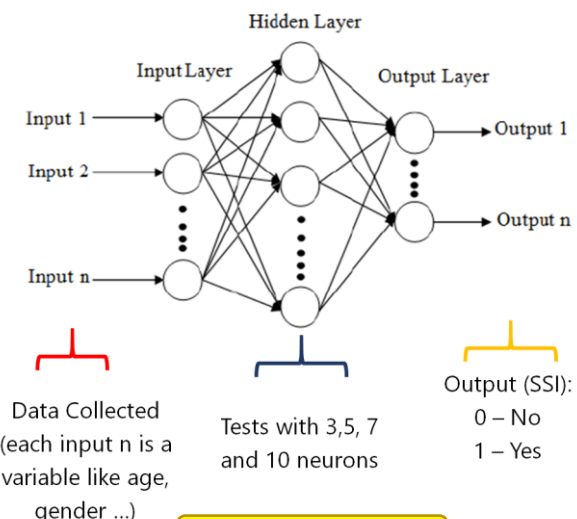 Hidden Layer
Input Layer
Output Layer
Input 1
Output 1
Input 2
Output n
Input n
Data Collected
(each input n is a
variable like age,
gender ...)
Tests with 3,5, 7
and 10 neurons
Output (SSI):
0 – No
1 – Yes